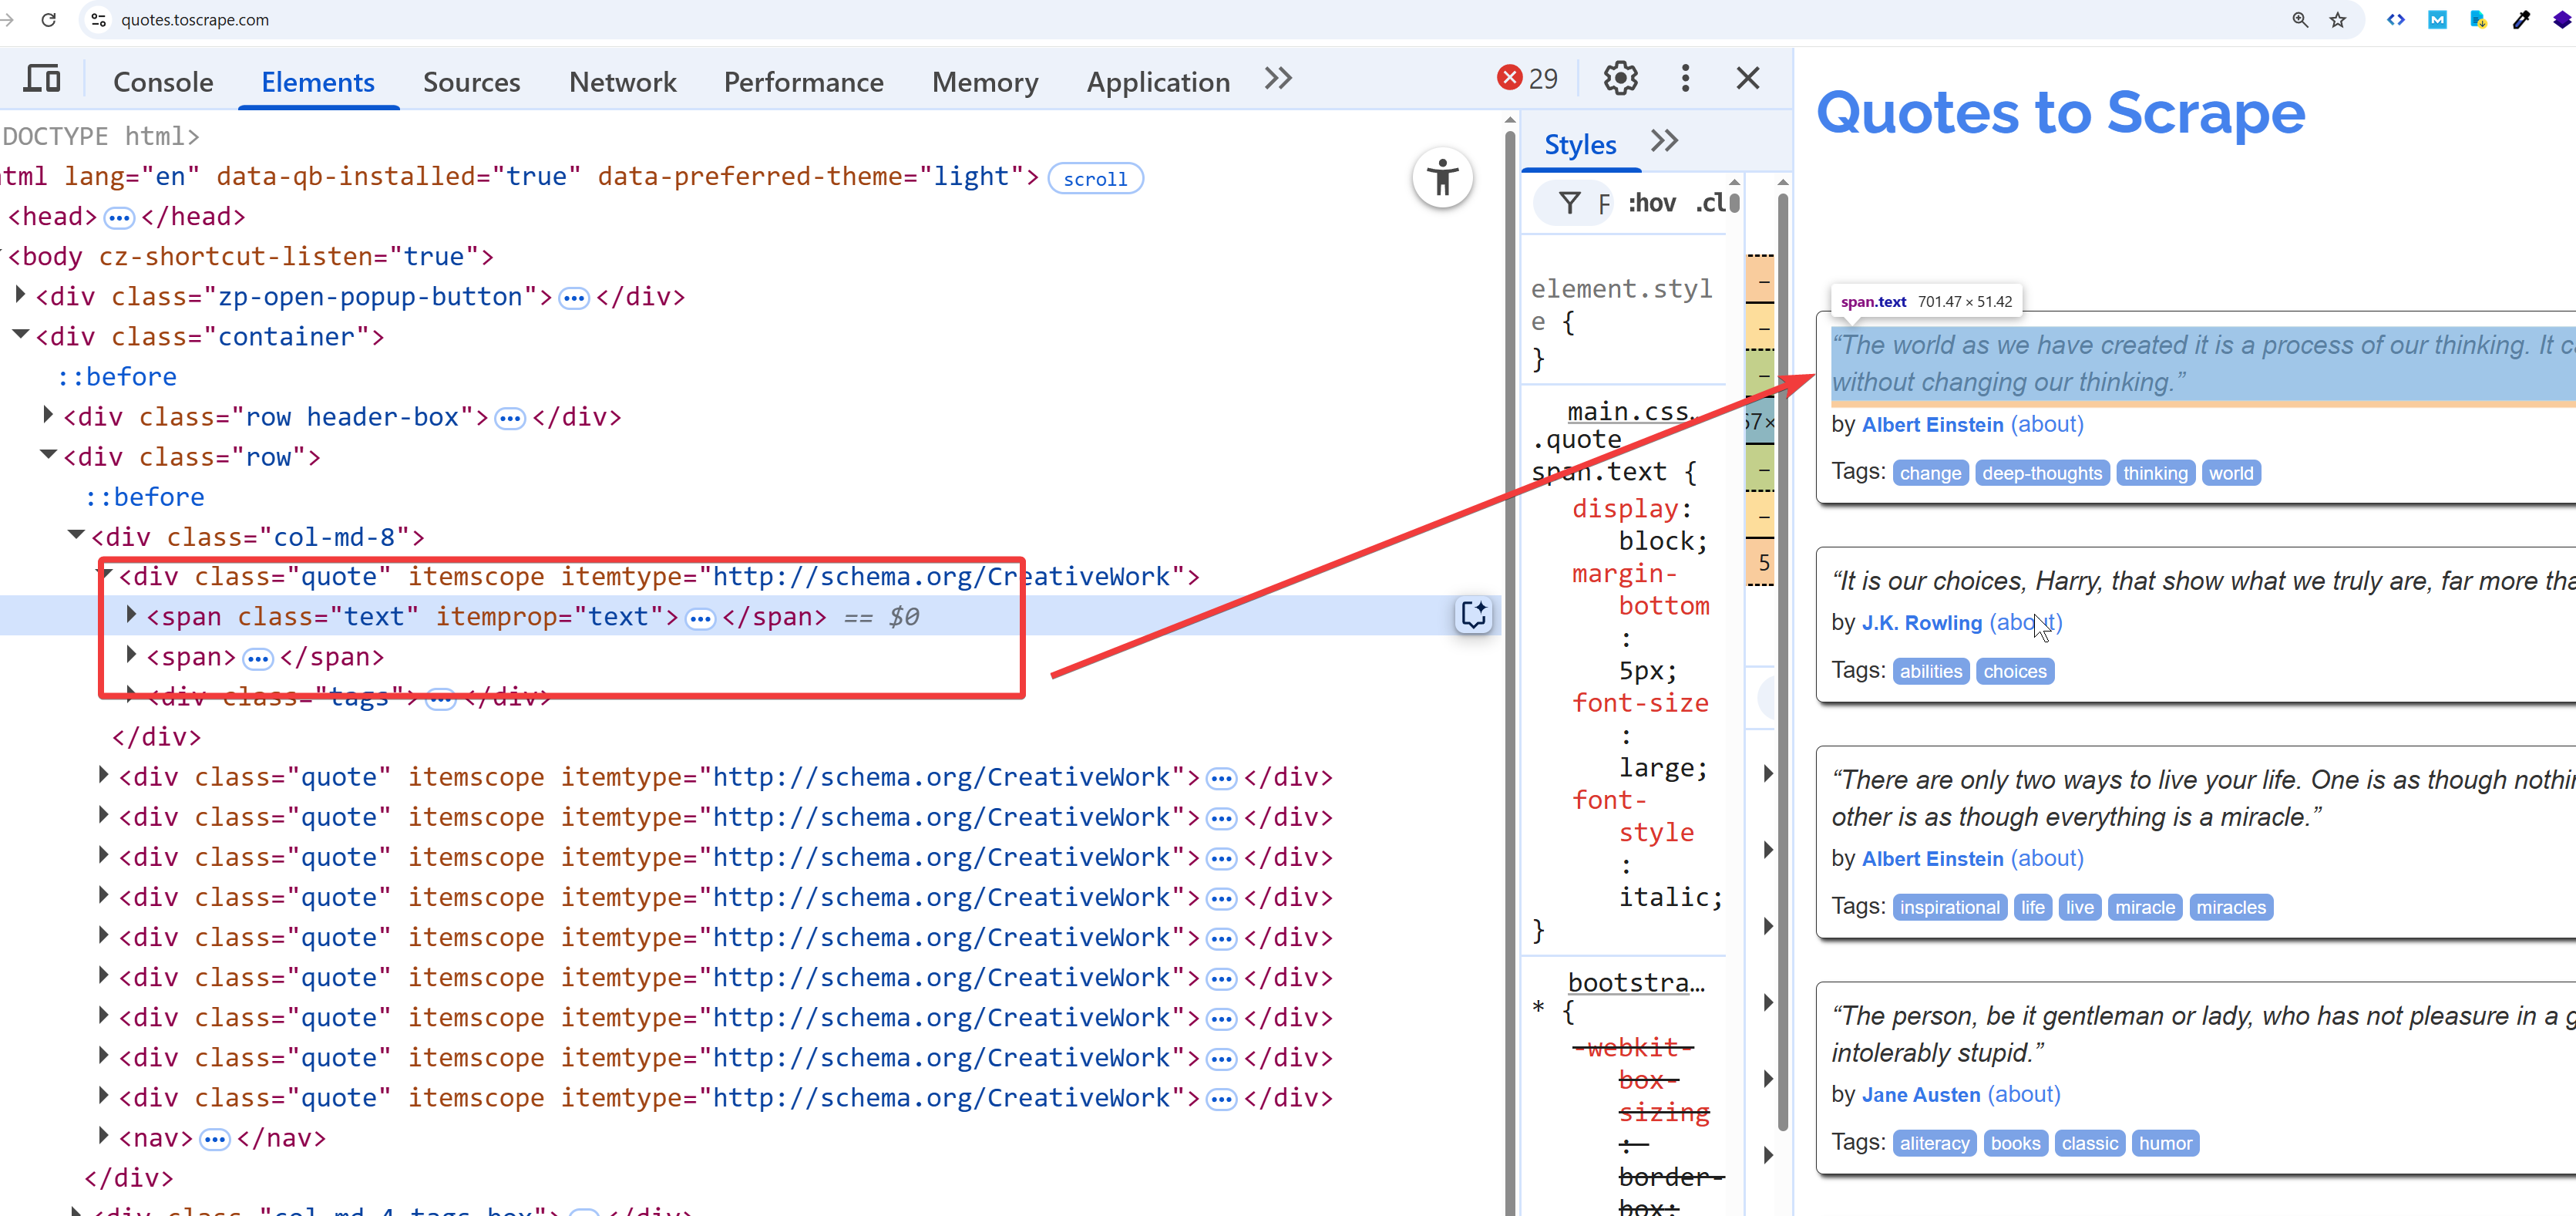 quotes.toscrape.com
Console Elements Sources Network Performance Memory Application 29
DOCTYPE html>
tml lang="en" data-qb-installed="true" data-preferred-theme="light"> scroll
<head> ••• </head>
<body cz-shortcut-listen="true">
<div class="zp-open-popup-button"> ••• </div>
<div class="container">
::before
<div class="row header-box"> ••• </div>
<div class="row">
::before
<div class="col-md-8">
<div class="quote" itemscope itemtype="http://schema.org/CreativeWork">
<span class="text" itemprop="text"> ••• </span> == $0
<span> ••• </span>
<div class="tags"> ••• </div>
</div>
<div class="quote" itemscope itemtype="http://schema.org/CreativeWork"> ••• </div>
<div class="quote" itemscope itemtype="http://schema.org/CreativeWork"> ••• </div>
<div class="quote" itemscope itemtype="http://schema.org/CreativeWork"> ••• </div>
<div class="quote" itemscope itemtype="http://schema.org/CreativeWork"> ••• </div>
<div class="quote" itemscope itemtype="http://schema.org/CreativeWork"> ••• </div>
<div class="quote" itemscope itemtype="http://schema.org/CreativeWork"> ••• </div>
<div class="quote" itemscope itemtype="http://schema.org/CreativeWork"> ••• </div>
<div class="quote" itemscope itemtype="http://schema.org/CreativeWork"> ••• </div>
<div class="quote" itemscope itemtype="http://schema.org/CreativeWork"> ••• </div>
<nav> ••• </nav>
</div>
<div class="col-md-4 tags-box"> </div>
Styles
F :hov .cl
element.styl
e {
}
main.css…
.quote
span.text {
display:
block;
margin-
bottom
:
5px;
font-size
:
large;
font-
style
:
italic;
}
bootstra…
* {
-webkit-
box-
sizing
:
border-
box;
–
–
–
57×
–
–
5
Quotes to Scrape
span.text 701.47 × 51.42
“The world as we have created it is a process of our thinking. It
without changing our thinking.”
by Albert Einstein (about)
Tags: change deep-thoughts thinking world
“It is our choices, Harry, that show what we truly are, far more
by J.K. Rowling (about)
Tags: abilities choices
“There are only two ways to live your life. One is as though
other is as though everything is a miracle.”
by Albert Einstein (about)
Tags: inspirational life live miracle miracles
“The person, be it gentleman or lady, who has not pleasure in a
intolerably stupid.”
by Jane Austen (about)
Tags: aliteracy books classic humor